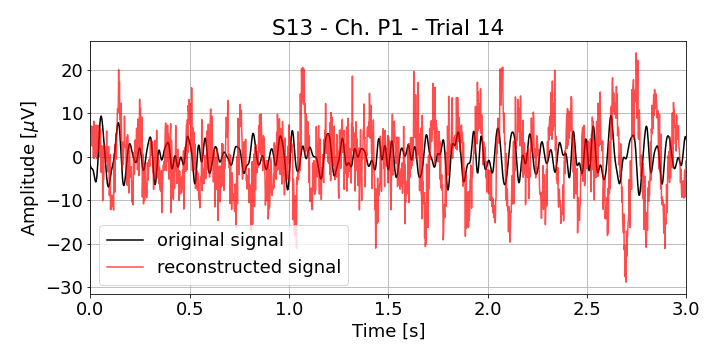 S13 - Ch. P1 - Trial 14
Amplitude [μV]
20
10
0
−10
−20
−30
original signal
reconstructed signal
0.0 0.5 1.0 1.5 2.0 2.5 3.0
Time [s]